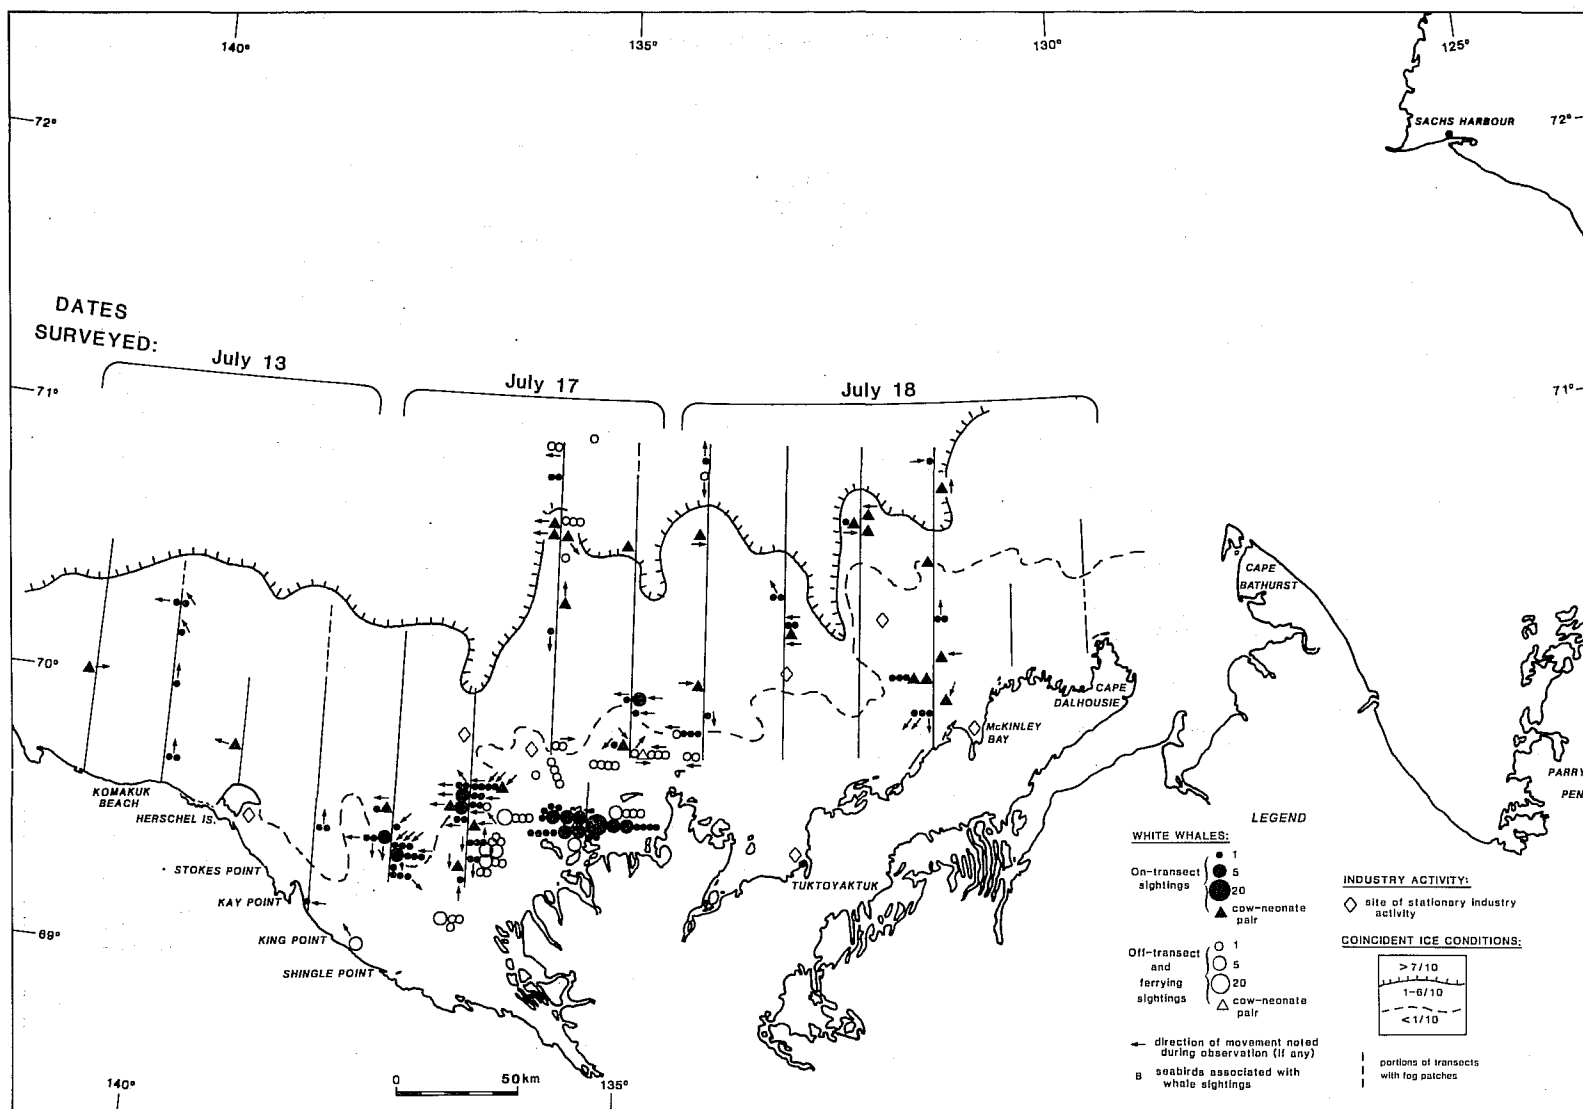 140°
135°
130°
125°
72°
SACHS HARBOUR
72°
DATES
SURVEYED:
July 13
July 17
July 18
71°
71°
70°
CAPE
BATHURST
CAPE
DALHOUSIE
McKINLEY
BAY
KOMAKUK
BEACH
HERSCHEL IS.
STOKES POINT
KAY POINT
TUKTOYAKTUK
PARRY
PEN
69°
KING POINT
SHINGLE POINT
LEGEND
WHITE WHALES:
On-transect
sightings
1
5
20
cow-neonate
pair
Off-transect
and
ferrying
sightings
1
5
20
cow-neonate
pair
direction of movement noted
during observation (if any)
B seabirds associated with
whale sightings
INDUSTRY ACTIVITY:
site of stationary industry
activity
COINCIDENT ICE CONDITIONS:
>7/10
1-6/10
<1/10
portions of transects
with fog patches
0 50 km
140°
135°